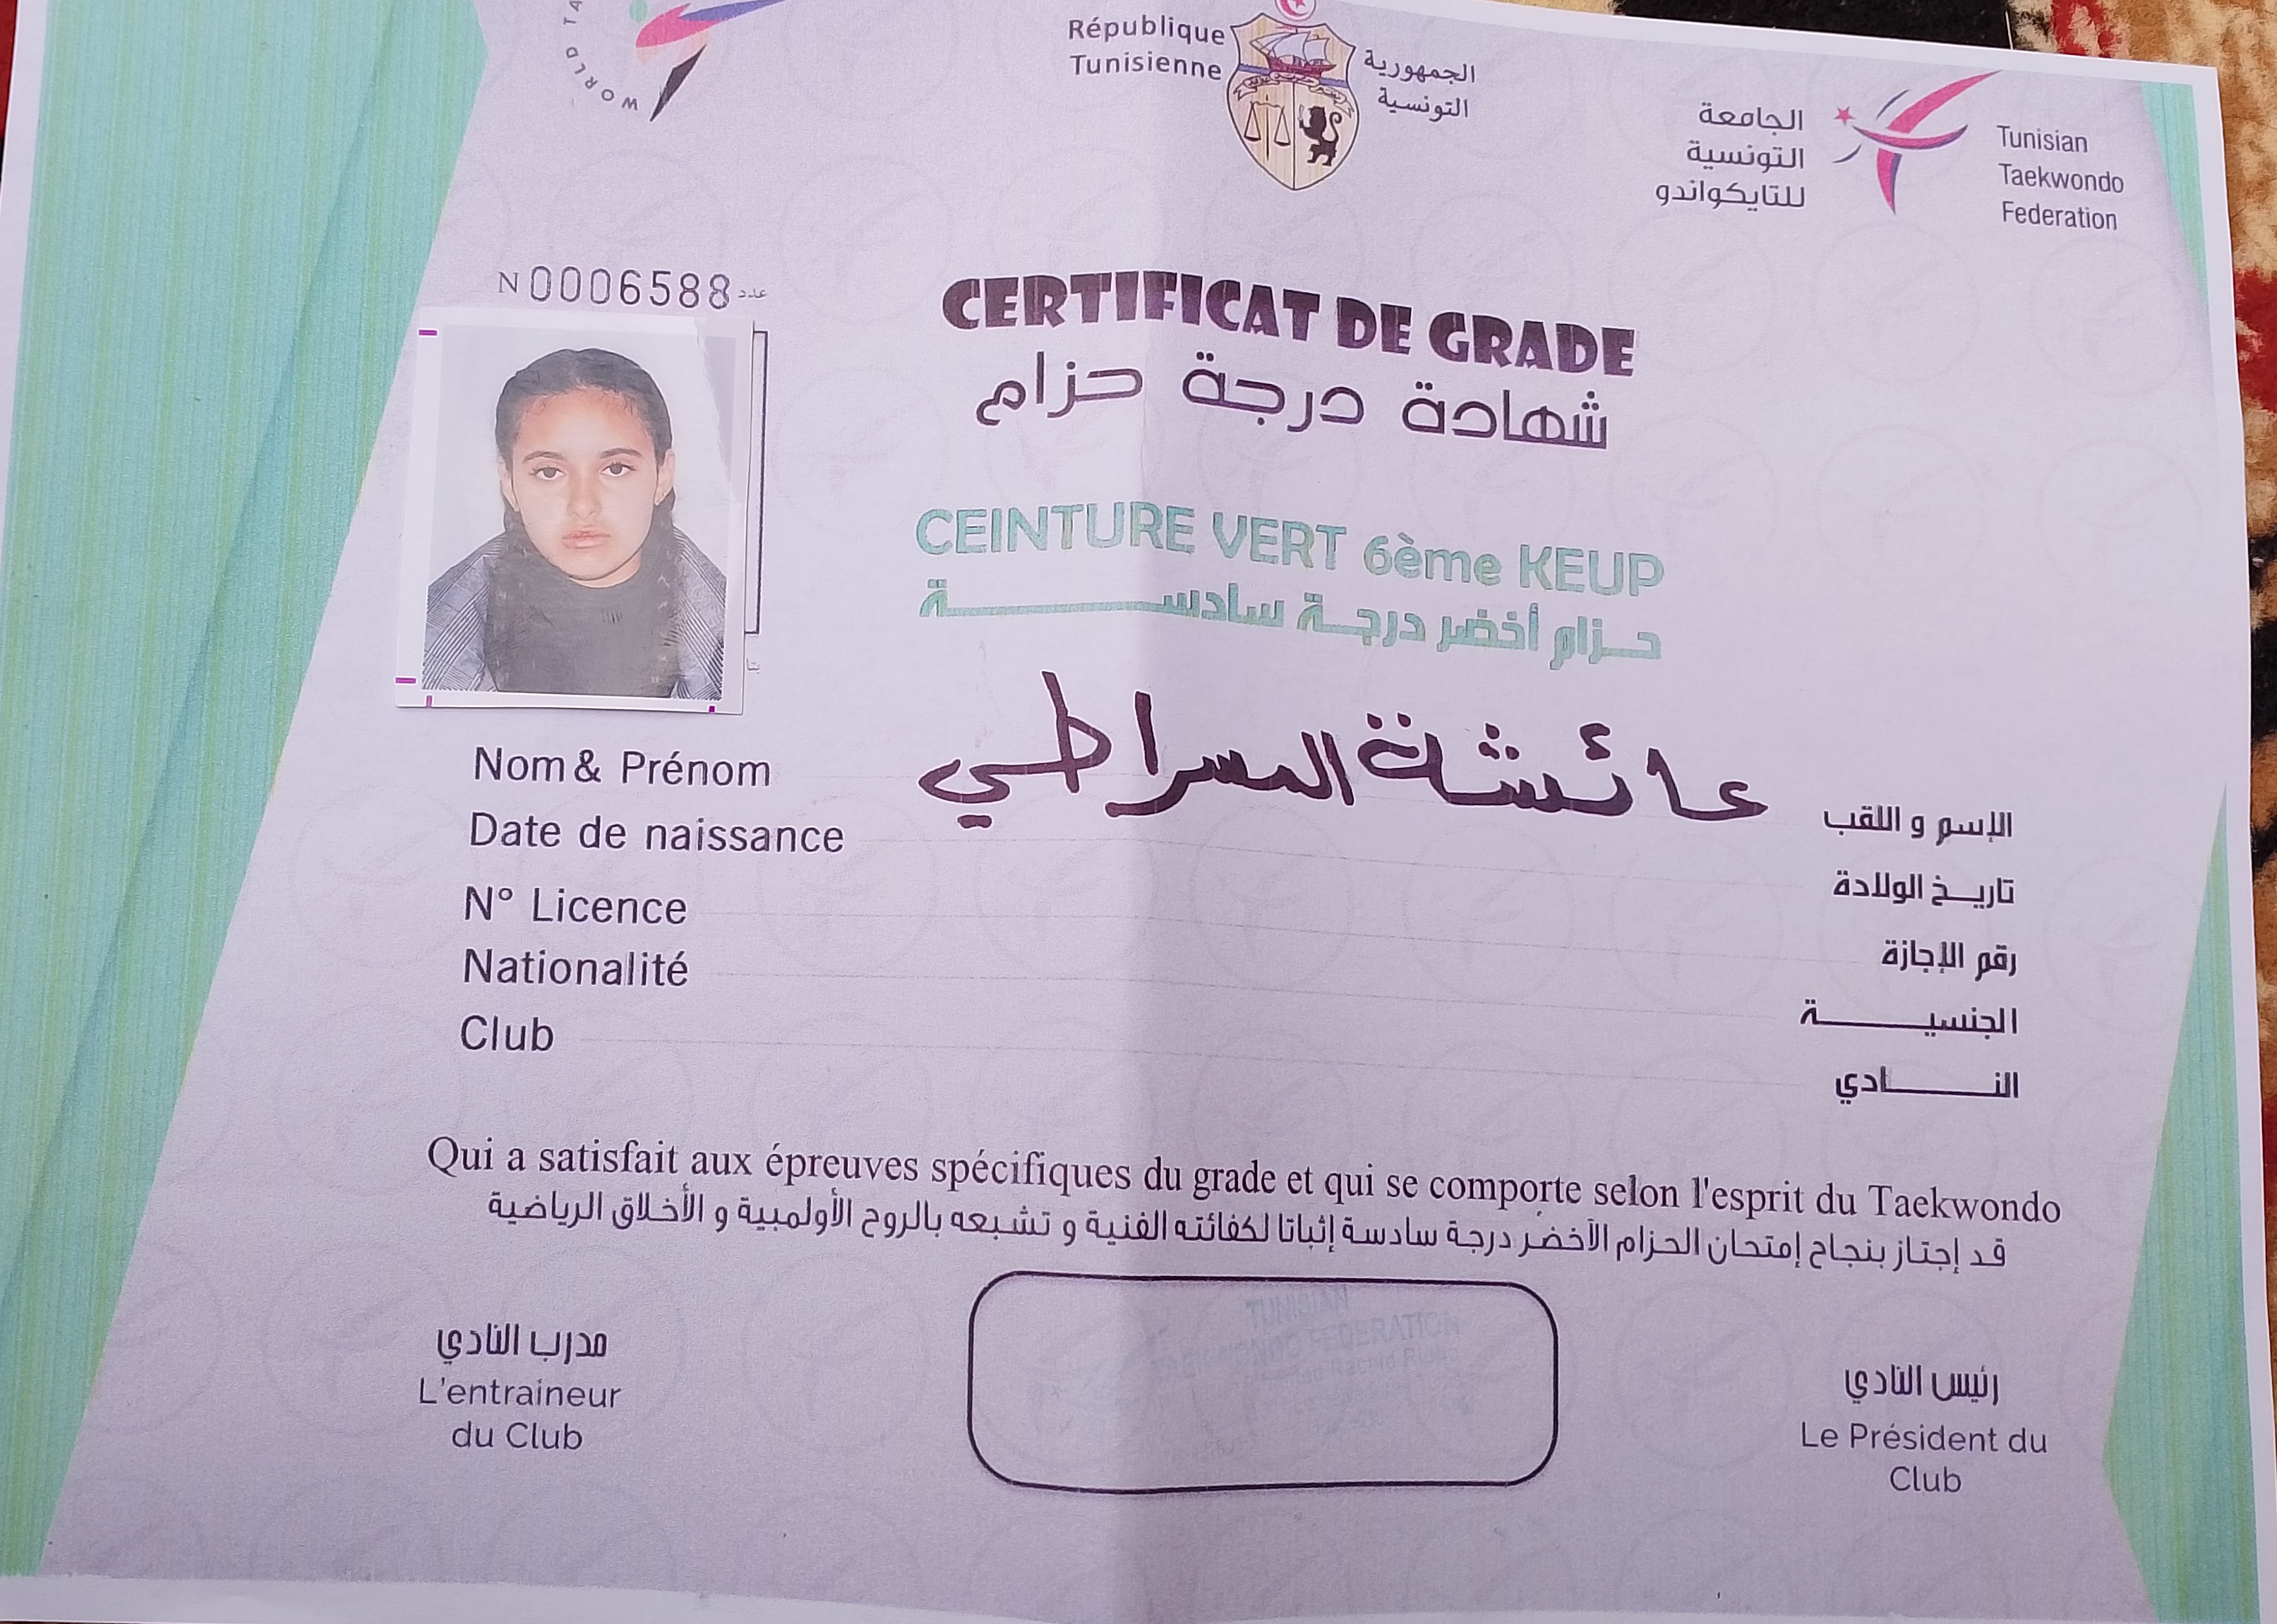 WORLD TA
République
Tunisienne
الجمهورية
التونسية
الجامعة
التونسية
للتايكواندو
Tunisian
Taekwondo
Federation
N 0006588 عدد
CERTIFICAT DE GRADE
شهادة درجة حزام
CEINTURE VERT 6ème KEUP
حزام أخضر درجة سادسة
Nom & Prénom عائشة المسراطي الإسم و اللقب
Date de naissance تاريخ الولادة
N° Licence رقم الإجازة
Nationalité الجنسية
Club النادي
Qui a satisfait aux épreuves spécifiques du grade et qui se comporte selon l'esprit du Taekwondo
قد إجتاز بنجاح إمتحان الحزام الأخضر درجة سادسة إثباتا لكفائته الفنية و تشبعه بالروح الأولمبية و الأخلاق الرياضية
مدرب النادي
L'entraineur
du Club
TUNISIAN
FEDERATION
رئيس النادي
Le Président du
Club